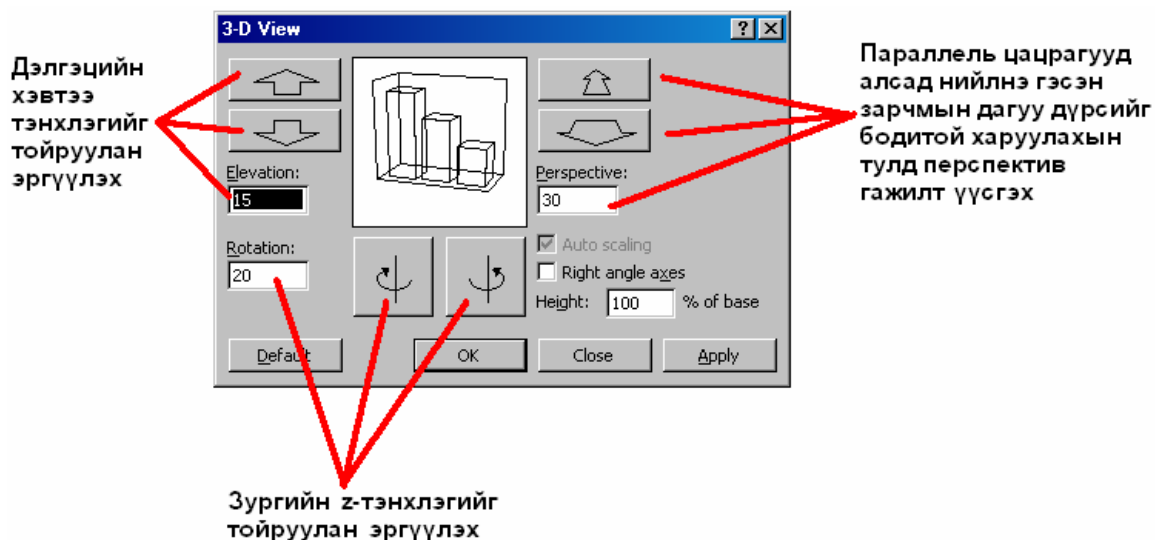 3-D View
Дэлгэцийн
хэвтээ
тэнхлэгийг
тойруулан
эргүүлэх
Elevation:
15
Rotation:
20
Perspective:
30
Auto scaling
Right angle axes
Height: 100 % of base
Default OK Close Apply
Параллель цацрагууд
алсад нийлнэ гэсэн
зарчмын дагуу дүрсийг
бодитой харуулахын
тулд перспектив
гажилт үүсгэх
Зургийн z-тэнхлэгийг
тойруулан эргүүлэх